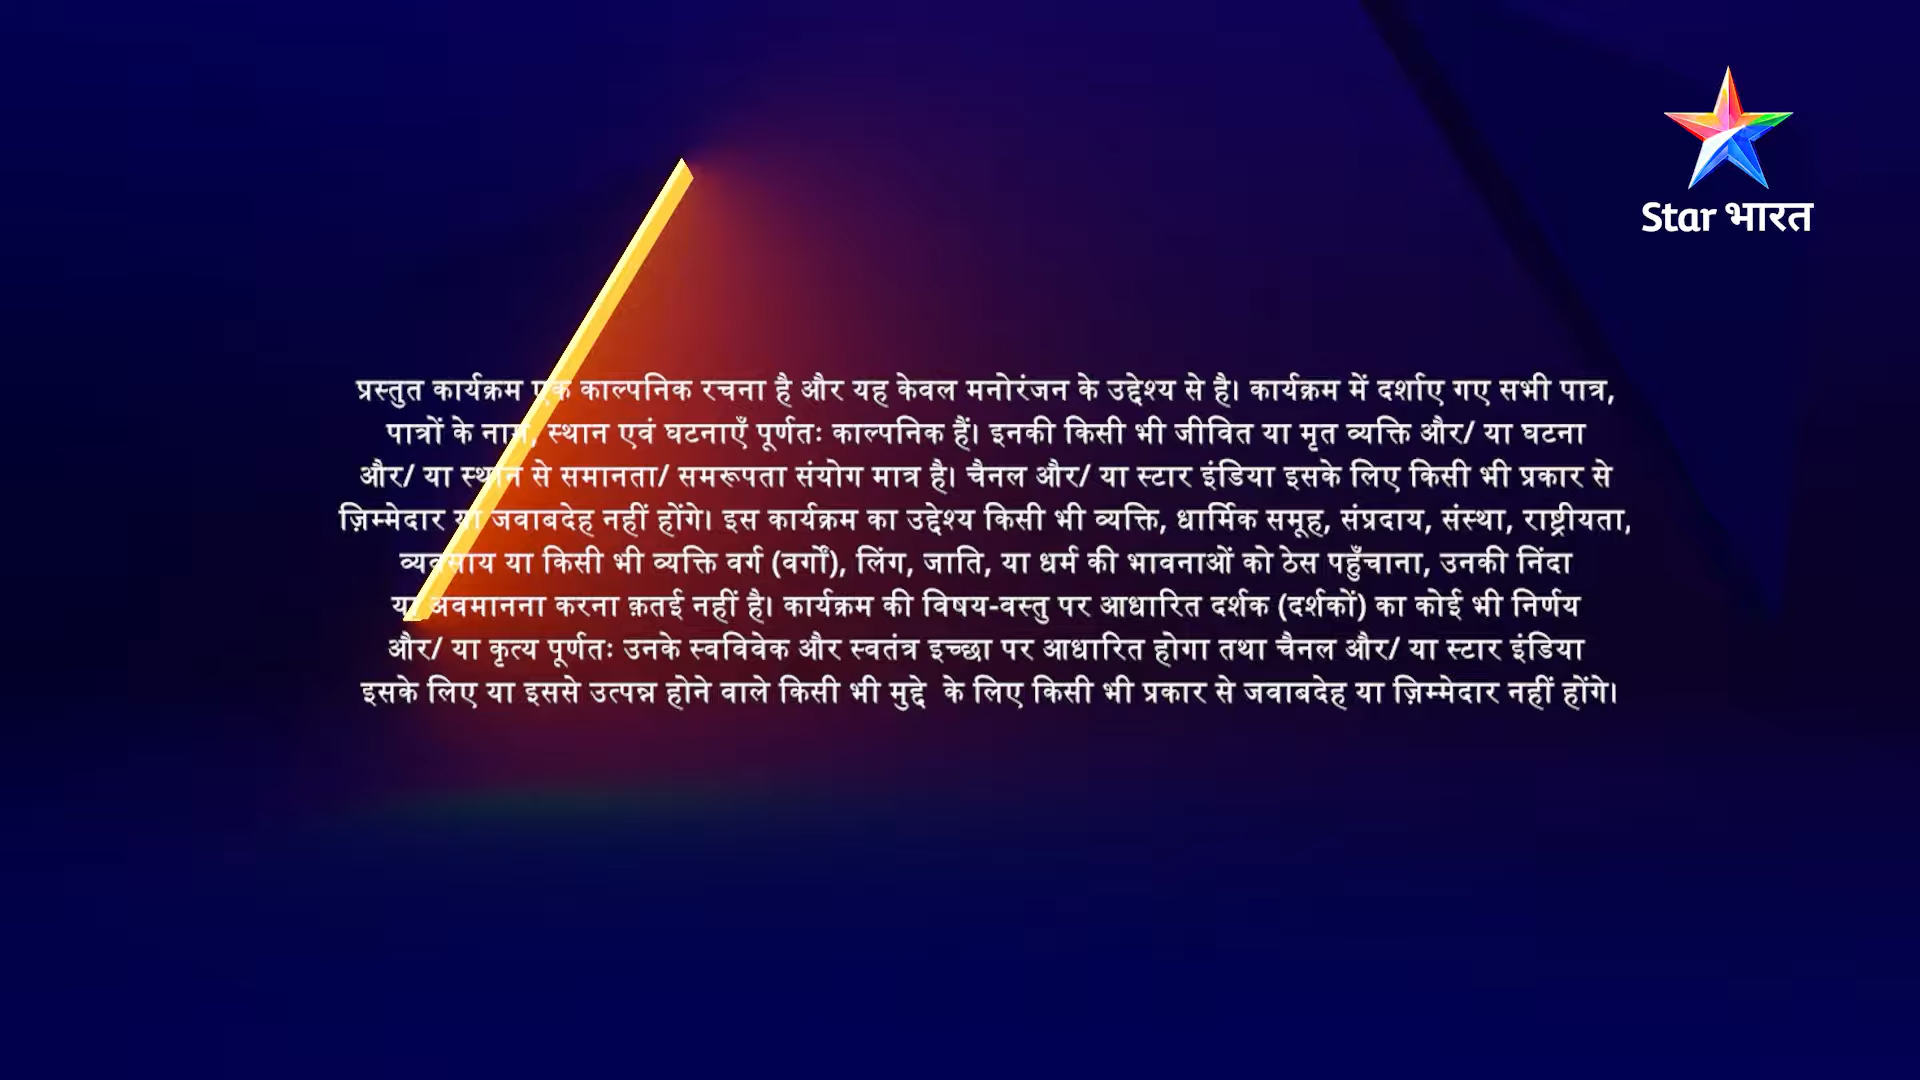 Star भारत
प्रस्तुत कार्यक्रम एक काल्पनिक रचना है और यह केवल मनोरंजन के उद्देश्य से है। कार्यक्रम में दर्शाए गए सभी पात्र,
पात्रों के नाम, स्थान एवं घटनाएँ पूर्णतः काल्पनिक हैं। इनकी किसी भी जीवित या मृत व्यक्ति और/ या घटना
और/ या स्थान से समानता/ समरूपता संयोग मात्र है। चैनल और/ या स्टार इंडिया इसके लिए किसी भी प्रकार से
ज़िम्मेदार या जवाबदेह नहीं होंगे। इस कार्यक्रम का उद्देश्य किसी भी व्यक्ति, धार्मिक समूह, संप्रदाय, संस्था, राष्ट्रीयता,
व्यवसाय या किसी भी व्यक्ति वर्ग (वर्गों), लिंग, जाति, या धर्म की भावनाओं को ठेस पहुँचाना, उनकी निंदा
या अवमानना करना क़तई नहीं है। कार्यक्रम की विषय-वस्तु पर आधारित दर्शक (दर्शकों) का कोई भी निर्णय
और/ या कृत्य पूर्णतः उनके स्वविवेक और स्वतंत्र इच्छा पर आधारित होगा तथा चैनल और/ या स्टार इंडिया
इसके लिए या इससे उत्पन्न होने वाले किसी भी मुद्दे के लिए किसी भी प्रकार से जवाबदेह या ज़िम्मेदार नहीं होंगे।